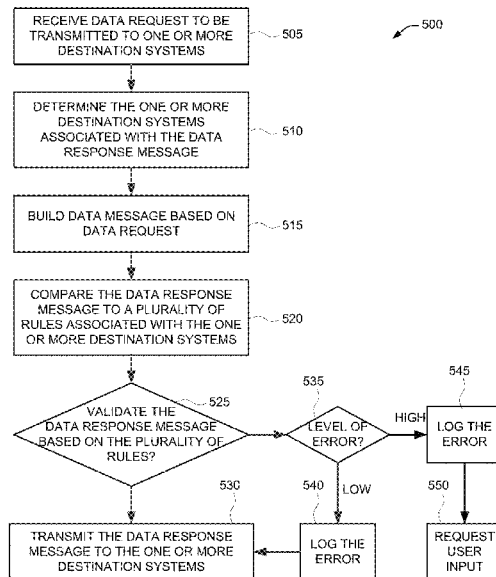 RECEIVE DATA REQUEST TO BE
TRANSMITTED TO ONE OR MORE
DESTINATION SYSTEMS
505
500
DETERMINE THE ONE OR MORE
DESTINATION SYSTEMS
ASSOCIATED WITH THE DATA
RESPONSE MESSAGE
510
BUILD DATA MESSAGE BASED ON
DATA REQUEST
515
COMPARE THE DATA RESPONSE
MESSAGE TO A PLURALITY OF
RULES ASSOCIATED WITH THE ONE
OR MORE DESTINATION SYSTEMS
520
525
VALIDATE THE
DATA RESPONSE MESSAGE
BASED ON THE PLURALITY OF
RULES?
535
LEVEL OF
ERROR?
HIGH
545
LOG THE
ERROR
LOW
530
TRANSMIT THE DATA RESPONSE
MESSAGE TO THE ONE OR MORE
DESTINATION SYSTEMS
540
LOG THE
ERROR
550
REQUEST
USER
INPUT